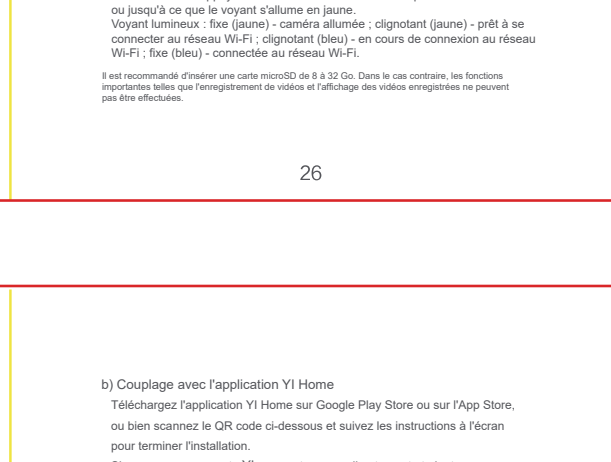 ou jusqu'à ce que le voyant s'allume en jaune.
Voyant lumineux : fixe (jaune) - caméra allumée ; clignotant (jaune) - prêt à se
connecter au réseau Wi-Fi ; clignotant (bleu) - en cours de connexion au réseau
Wi-Fi ; fixe (bleu) - connectée au réseau Wi-Fi.
Il est recommandé d'insérer une carte microSD de 8 à 32 Go. Dans le cas contraire, les fonctions
importantes telles que l'enregistrement de vidéos et l'affichage des vidéos enregistrées ne peuvent
pas être effectuées.
26
b) Couplage avec l'application YI Home
Téléchargez l'application YI Home sur Google Play Store ou sur l'App Store,
ou bien scannez le QR code ci-dessous et suivez les instructions à l'écran
pour terminer l'installation.